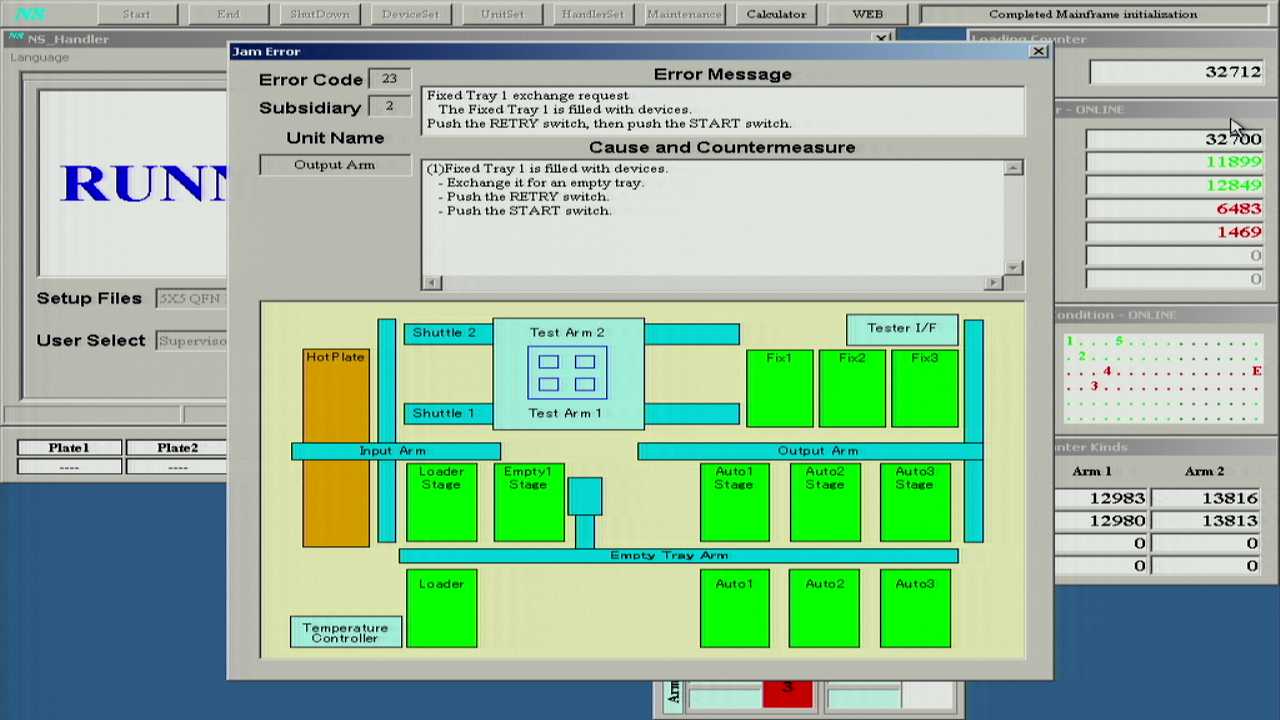 NS
Start
End
ShutDown
DeviceSet
UnitSet
HandlerSet
Maintenance
Calculator
WEB
Completed Mainframe initialization
NS NS_Handler
Language
RUNN
Setup Files
5X5 QFN
User Select
Superviso
Plate1
Plate2
----
----
Jam Error
Error Code
23
Subsidiary
2
Unit Name
Output Arm
Error Message
Fixed Tray 1 exchange request
The Fixed Tray 1 is filled with devices.
Push the RETRY switch, then push the START switch.
Cause and Countermeasure
(1)Fixed Tray 1 is filled with devices.
- Exchange it for an empty tray.
- Push the RETRY switch.
- Push the START switch.
Shuttle 2
Test Arm 2
Tester I/F
HotPlate
Fix1
Fix2
Fix3
Shuttle 1
Test Arm 1
Input Arm
Output Arm
Loader
Stage
Empty1
Stage
Auto1
Stage
Auto2
Stage
Auto3
Stage
Empty Tray Arm
Loader
Auto1
Auto2
Auto3
Temperature
Controller
Loading Counter
32712
r - ONLINE
32700
11899
12849
6483
1469
0
0
ondition - ONLINE
1 . . . 5 . . . . . . . . . .
. 2 . . . . . . . . . . . . .
. . . 4 . . . . . . . . . . E
. . 3 . . . . . . . . . . . .
nter Kinds
Arm 1
Arm 2
12983
13816
12980
13813
0
0
0
0
Arm
3